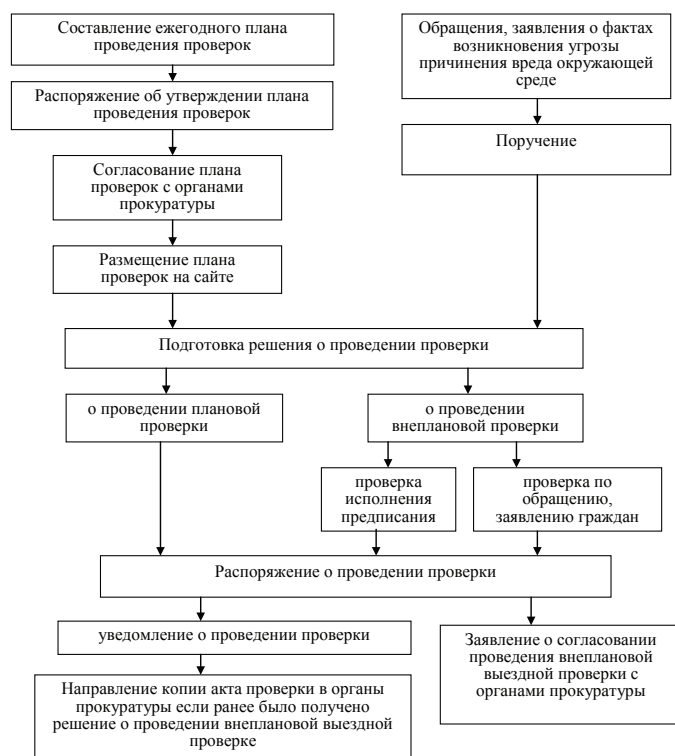 Составление ежегодного плана
проведения проверок
Обращения, заявления о фактах
возникновения угрозы
причинения вреда окружающей
среде
Распоряжение об утверждении плана
проведения проверок
Поручение
Согласование плана
проверок с органами
прокуратуры
Размещение плана
проверок на сайте
Подготовка решения о проведении проверки
о проведении плановой
проверки
о проведении
внеплановой проверки
проверка
исполнения
предписания
проверка по
обращению,
заявлению граждан
Распоряжение о проведении проверки
уведомление о проведении проверки
Заявление о согласовании
проведения внеплановой
выездной проверки с
органами прокуратуры
Направление копии акта проверки в органы
прокуратуры если ранее было получено
решение о проведении внеплановой выездной
проверке